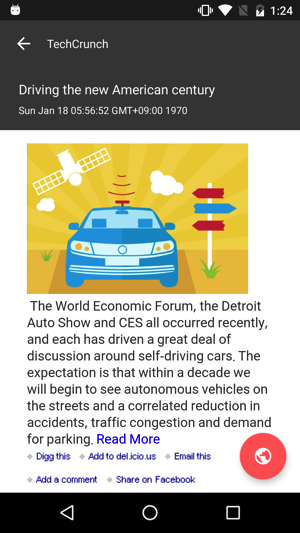 1:24
TechCrunch
Driving the new American century
Sun Jan 18 05:56:52 GMT+09:00 1970
The World Economic Forum, the Detroit
Auto Show and CES all occurred recently,
and each has driven a great deal of
discussion around self-driving cars. The
expectation is that within a decade we
will begin to see autonomous vehicles on
the streets and a correlated reduction in
accidents, traffic congestion and demand
for parking. Read More
Digg this Add to del.icio.us Email this
Add a comment Share on Facebook